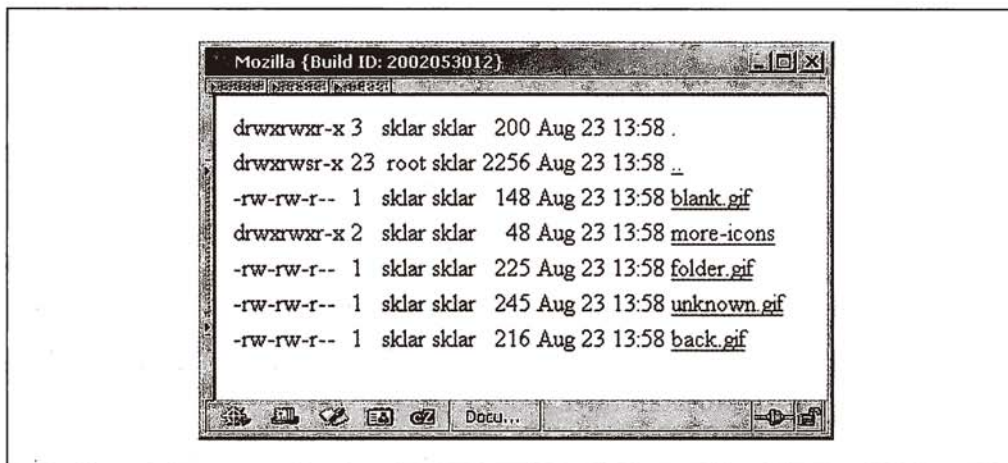 Mozilla {Build ID: 2002053012}
drwxrwxr-x 3 sklar sklar 200 Aug 23 13:58 .
drwxrwsr-x 23 root sklar 2256 Aug 23 13:58 ..
-rw-rw-r-- 1 sklar sklar 148 Aug 23 13:58 blank.gif
drwxrwxr-x 2 sklar sklar 48 Aug 23 13:58 more-icons
-rw-rw-r-- 1 sklar sklar 225 Aug 23 13:58 folder.gif
-rw-rw-r-- 1 sklar sklar 245 Aug 23 13:58 unknown.gif
-rw-rw-r-- 1 sklar sklar 216 Aug 23 13:58 back.gif
Docu...